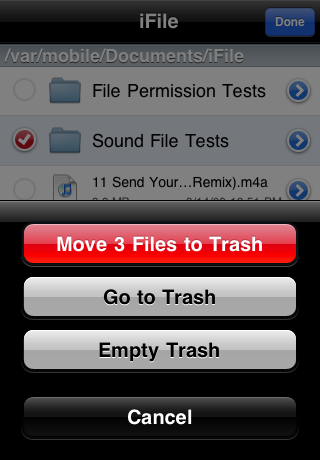 iFile
Done
/var/mobile/Documents/iFile
File Permission Tests
Sound File Tests
11 Send Your...Remix).m4a
Move 3 Files to Trash
Go to Trash
Empty Trash
Cancel